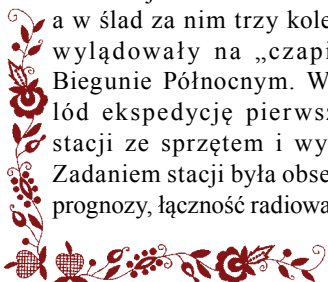 a w ślad za nim trzy kole
wylądowały na „czapi
Biegunie Północnym. W
lód ekspedycję pierwsz
stacji ze sprzętem i wy
Zadaniem stacji była obse
prognozy, łączność radiowa